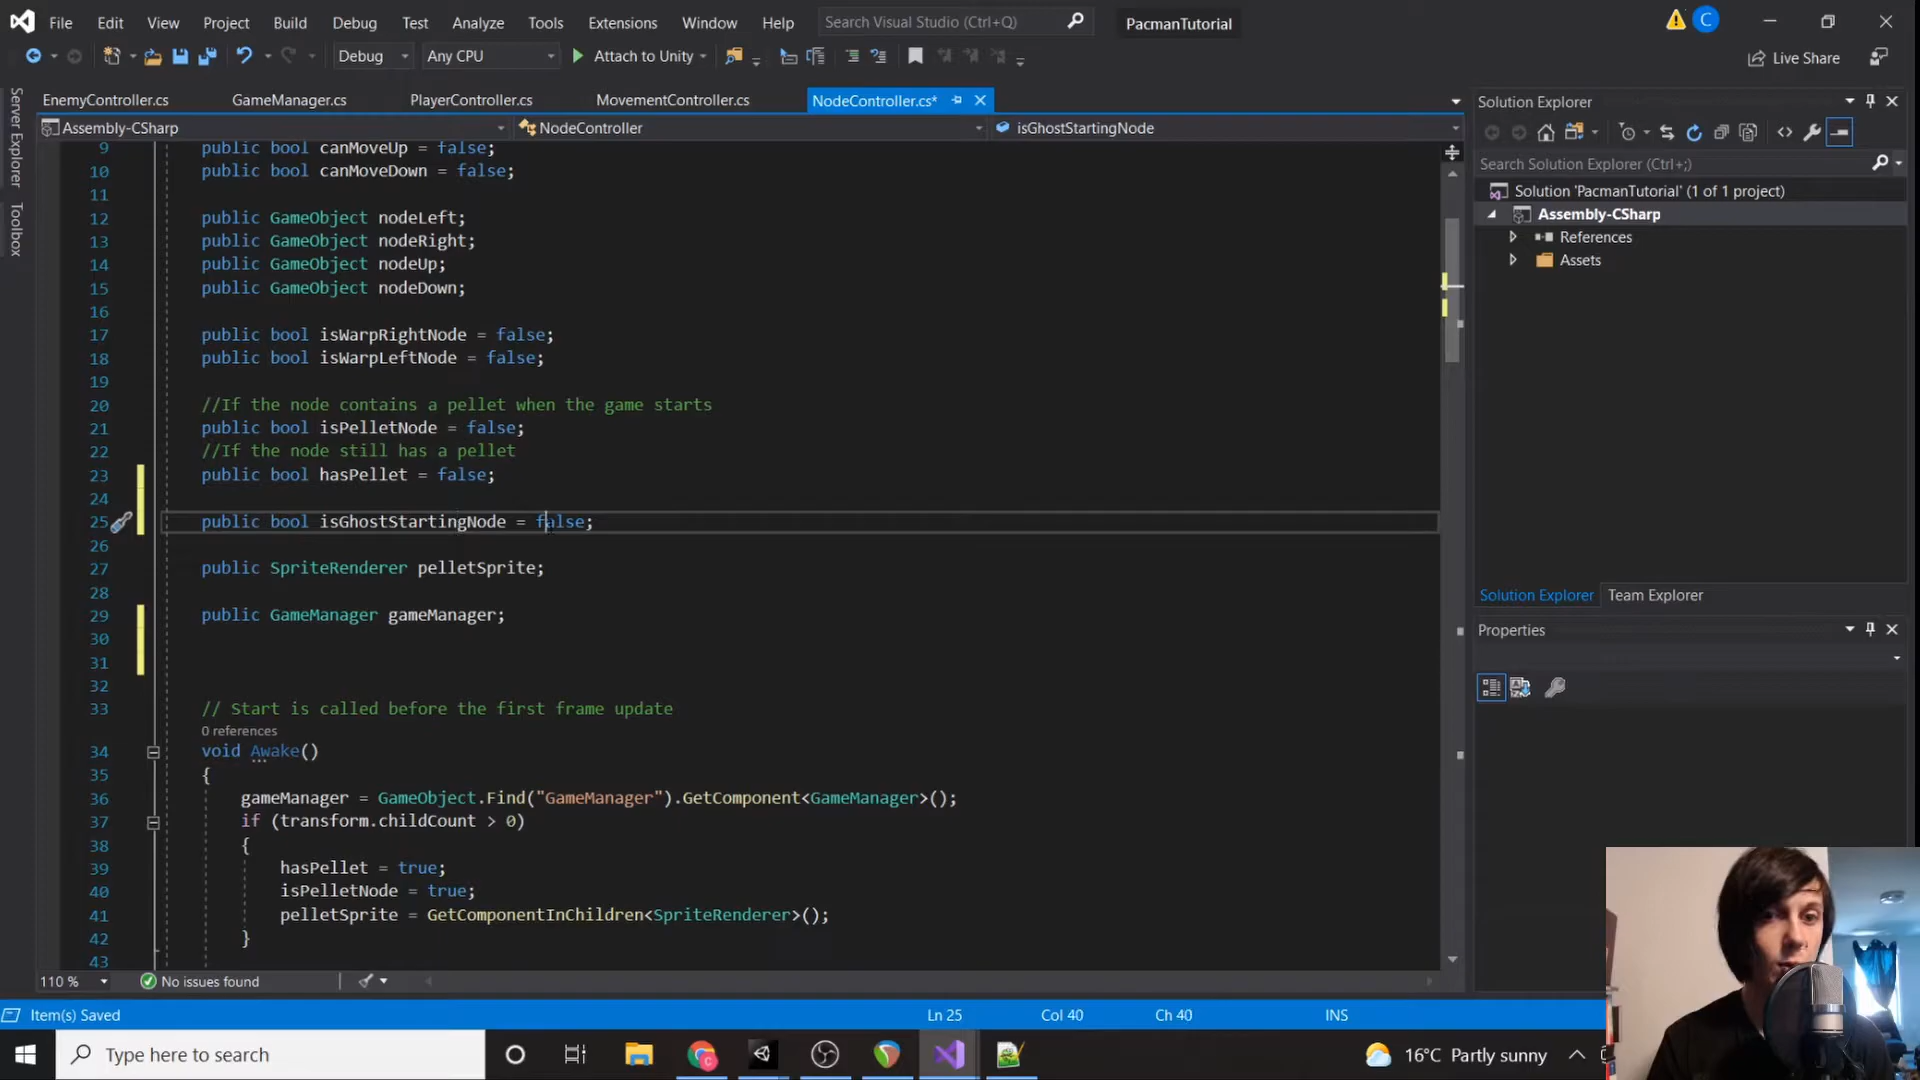 File Edit View Project Build Debug Test Analyze Tools Extensions Window Help Search Visual Studio (Ctrl+Q) PacmanTutorial C
Debug Any CPU Attach to Unity Live Share
EnemyController.cs GameManager.cs PlayerController.cs MovementController.cs NodeController.cs*
Assembly-CSharp NodeController isGhostStartingNode
Server Explorer
Toolbox
9 public bool canMoveUp = false;
10 public bool canMoveDown = false;
11
12 public GameObject nodeLeft;
13 public GameObject nodeRight;
14 public GameObject nodeUp;
15 public GameObject nodeDown;
16
17 public bool isWarpRightNode = false;
18 public bool isWarpLeftNode = false;
19
20 //If the node contains a pellet when the game starts
21 public bool isPelletNode = false;
22 //If the node still has a pellet
23 public bool hasPellet = false;
24
25 public bool isGhostStartingNode = false;
26
27 public SpriteRenderer pelletSprite;
28
29 public GameManager gameManager;
30
31
32
33 // Start is called before the first frame update
0 references
34 void Awake()
35 {
36 gameManager = GameObject.Find("GameManager").GetComponent<GameManager>();
37 if (transform.childCount > 0)
38 {
39 hasPellet = true;
40 isPelletNode = true;
41 pelletSprite = GetComponentInChildren<SpriteRenderer>();
42 }
43
110 % No issues found
Solution Explorer
Search Solution Explorer (Ctrl+;)
Solution 'PacmanTutorial' (1 of 1 project)
Assembly-CSharp
References
Assets
Solution Explorer Team Explorer
Properties
Item(s) Saved Ln 25 Col 40 Ch 40 INS
Type here to search 16°C Partly sunny